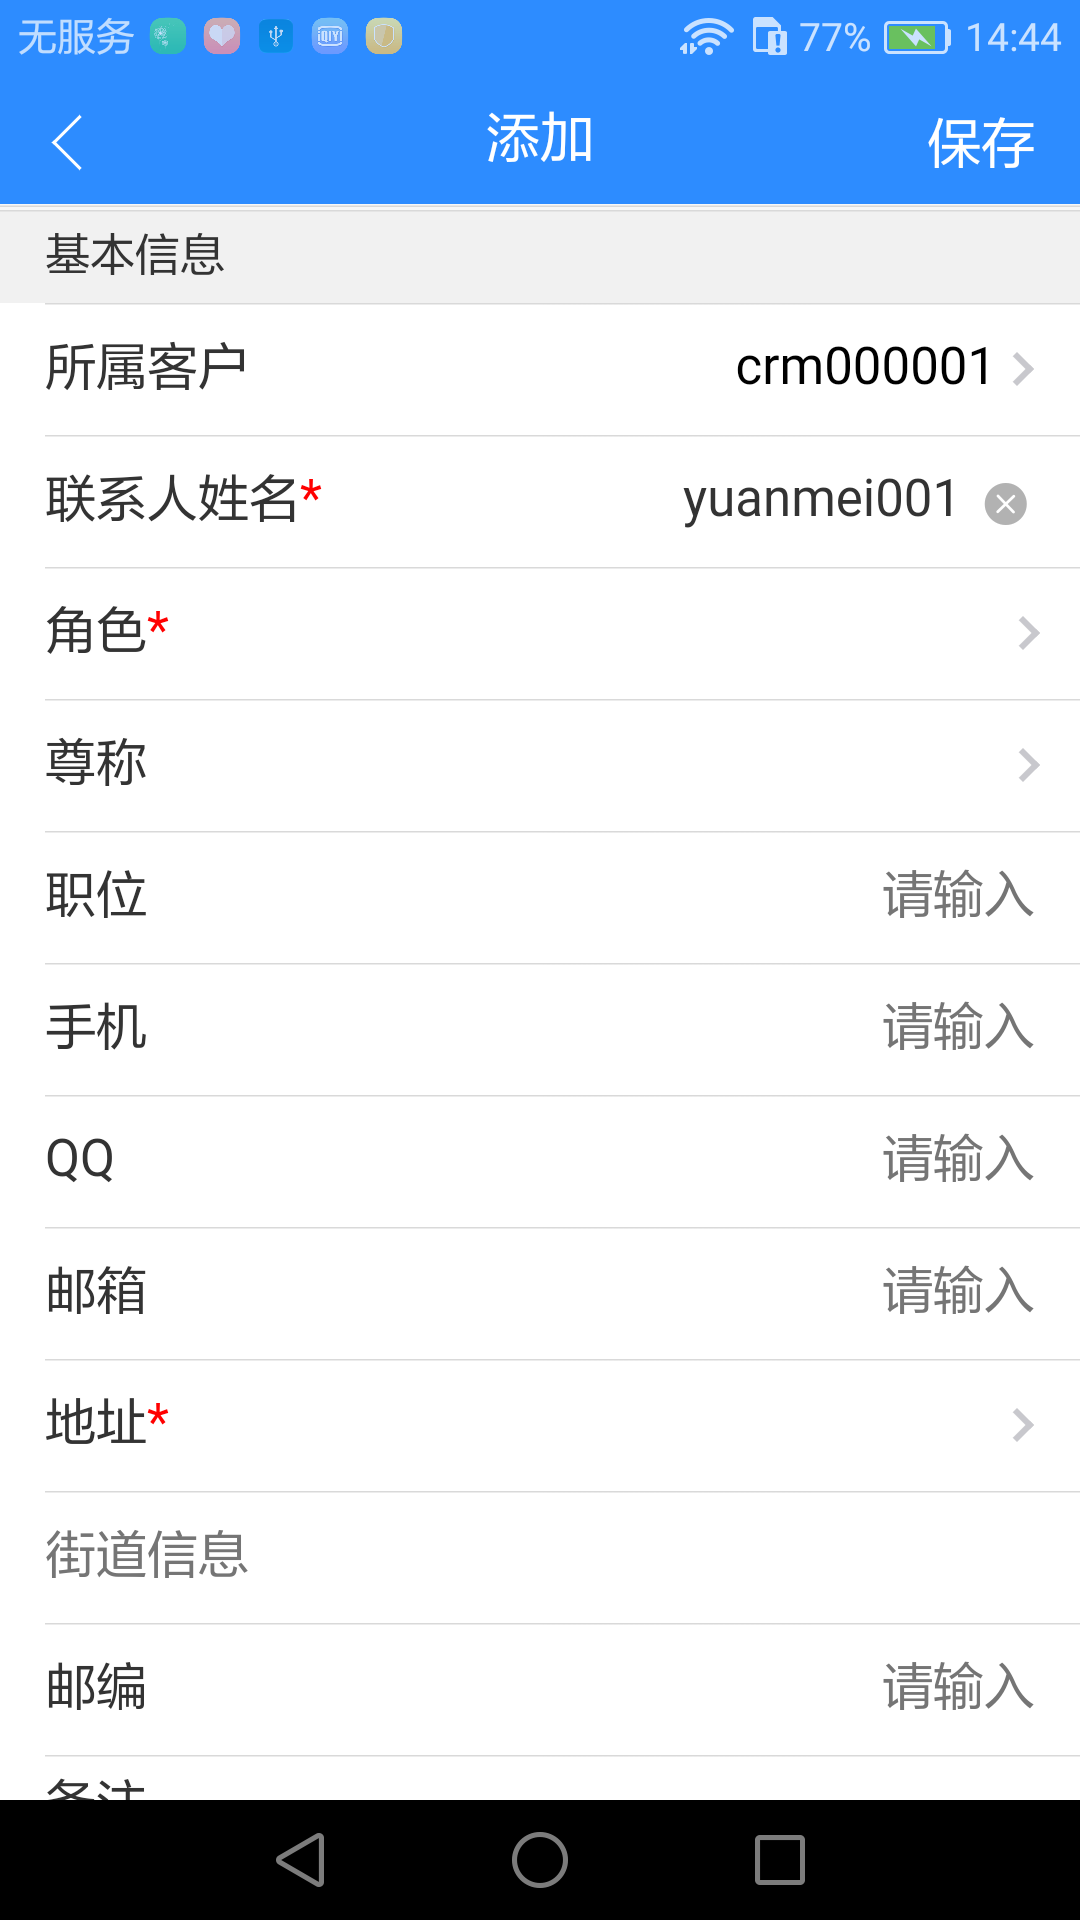 无服务 iQIY 77% 14:44
添加 保存
基本信息
所属客户 crm000001
联系人姓名* yuanmei001
角色*
尊称
职位 请输入
手机 请输入
QQ 请输入
邮箱 请输入
地址*
街道信息
邮编 请输入
备注